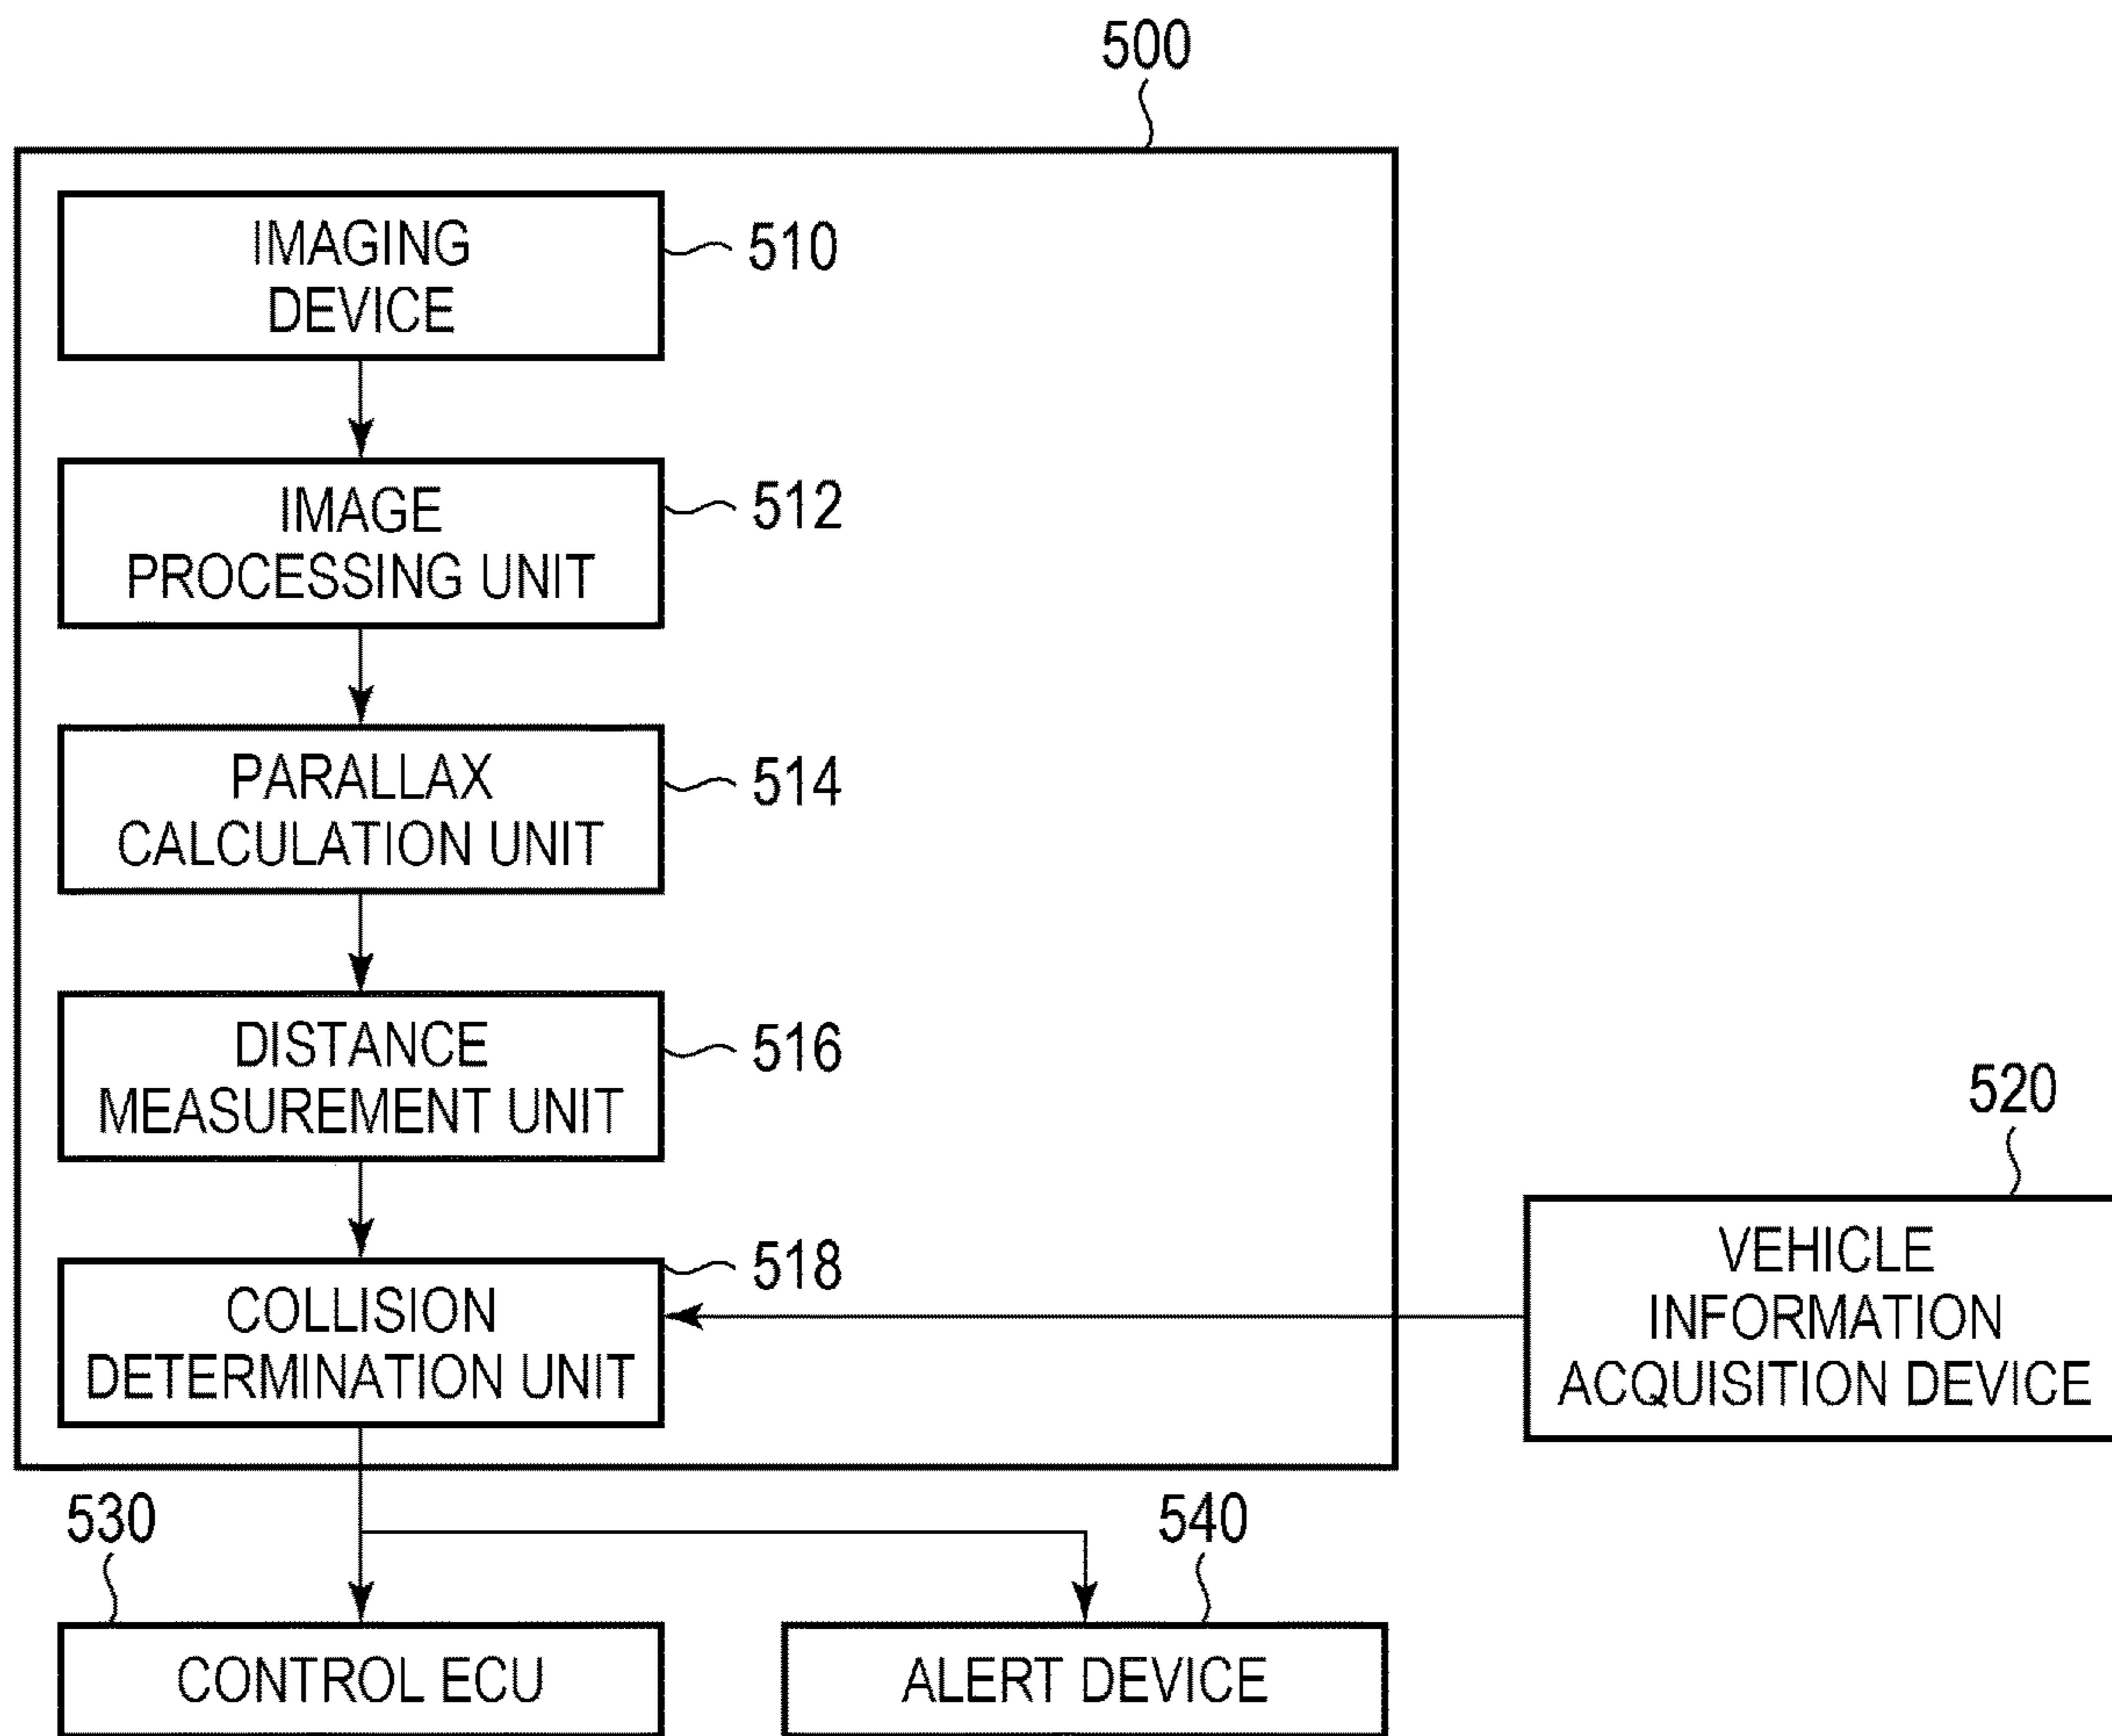 500
IMAGING
DEVICE
510
IMAGE
PROCESSING UNIT
512
PARALLAX
CALCULATION UNIT
514
DISTANCE
MEASUREMENT UNIT
516
520
COLLISION
DETERMINATION UNIT
518
VEHICLE
INFORMATION
ACQUISITION DEVICE
530
540
CONTROL ECU
ALERT DEVICE